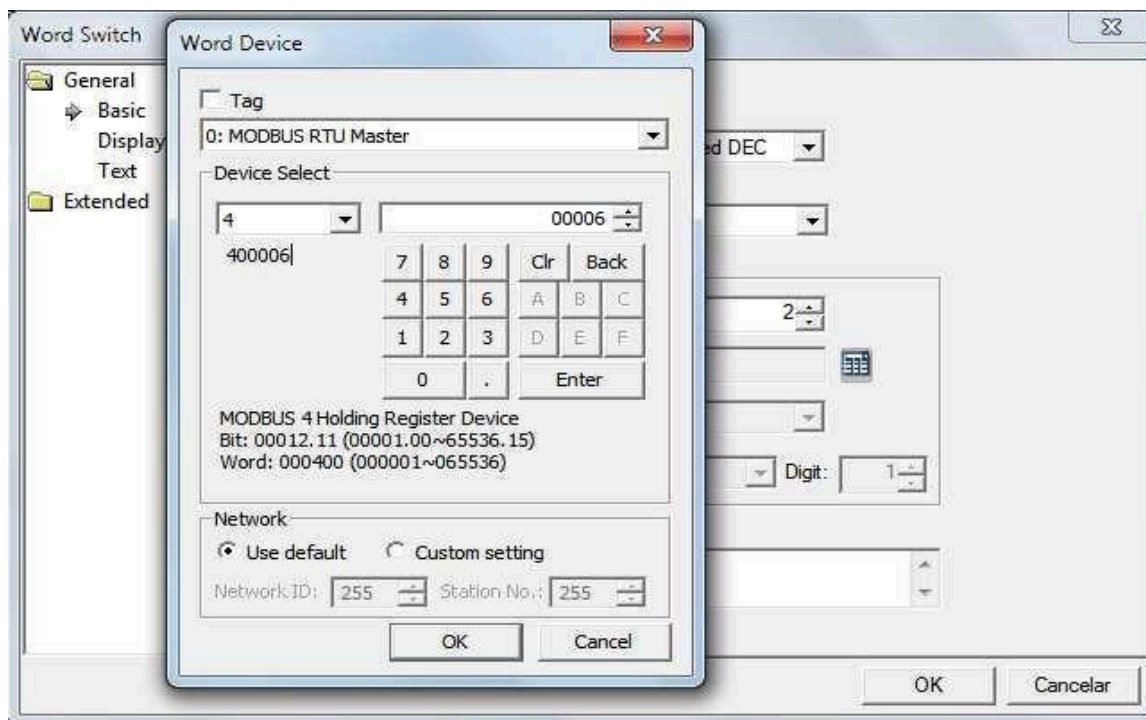 Word Switch
General
Basic
Display
Text
Extended
ed DEC
2
Digit: 1
OK Cancelar
Word Device
Tag
0: MODBUS RTU Master
Device Select
4 00006
400006
7 8 9 Clr Back
4 5 6 A B C
1 2 3 D E F
0 . Enter
MODBUS 4 Holding Register Device
Bit: 00012.11 (00001.00~65536.15)
Word: 000400 (000001~065536)
Network
Use default Custom setting
Network ID: 255 Station No.: 255
OK Cancel